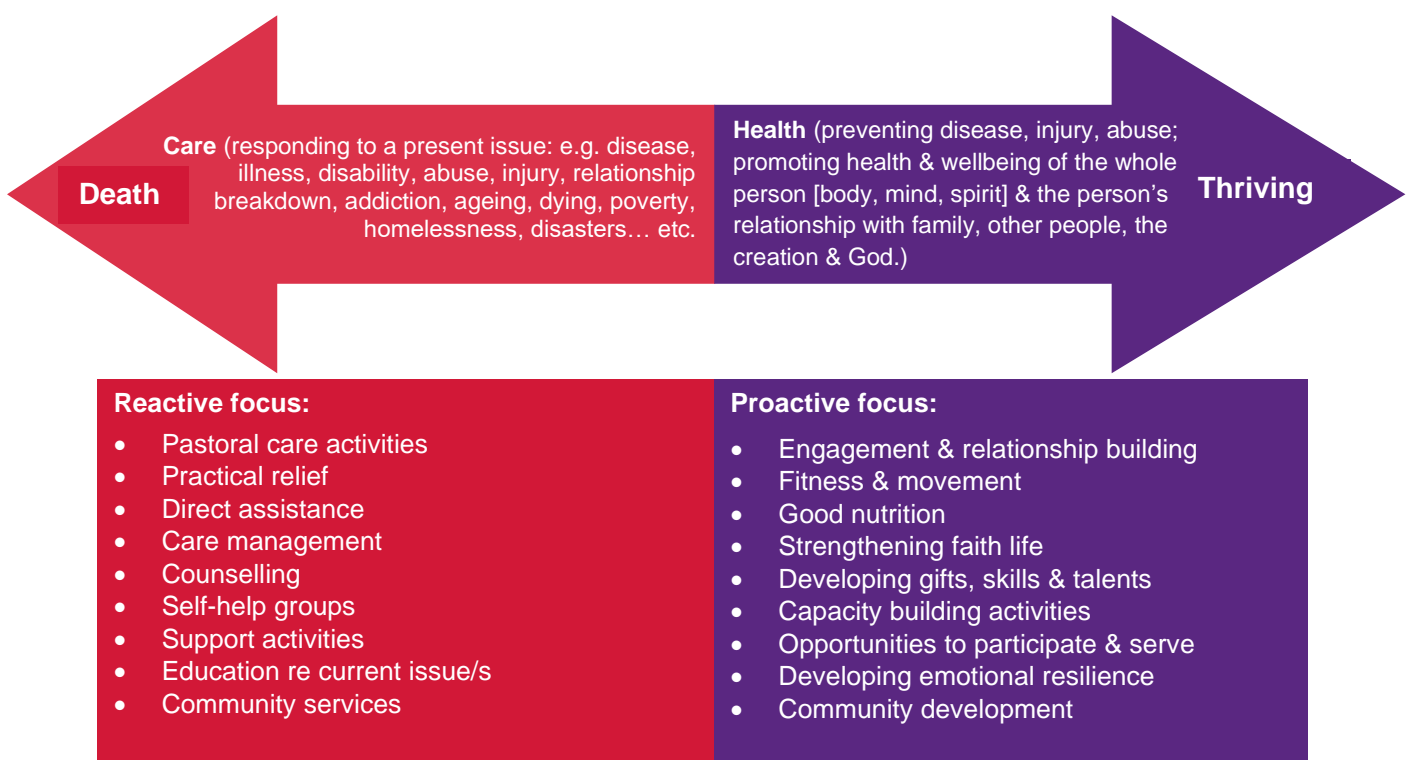 Care (responding to a present issue: e.g. disease,
illness, disability, abuse, injury, relationship
breakdown, addiction, ageing, dying, poverty,
homelessness, disasters… etc.
Death
Health (preventing disease, injury, abuse;
promoting health & wellbeing of the whole
person [body, mind, spirit] & the person's
relationship with family, other people, the
creation & God.)
Thriving
Reactive focus:
• Pastoral care activities
• Practical relief
• Direct assistance
• Care management
• Counselling
• Self-help groups
• Support activities
• Education re current issue/s
• Community services
Proactive focus:
• Engagement & relationship building
• Fitness & movement
• Good nutrition
• Strengthening faith life
• Developing gifts, skills & talents
• Capacity building activities
• Opportunities to participate & serve
• Developing emotional resilience
• Community development